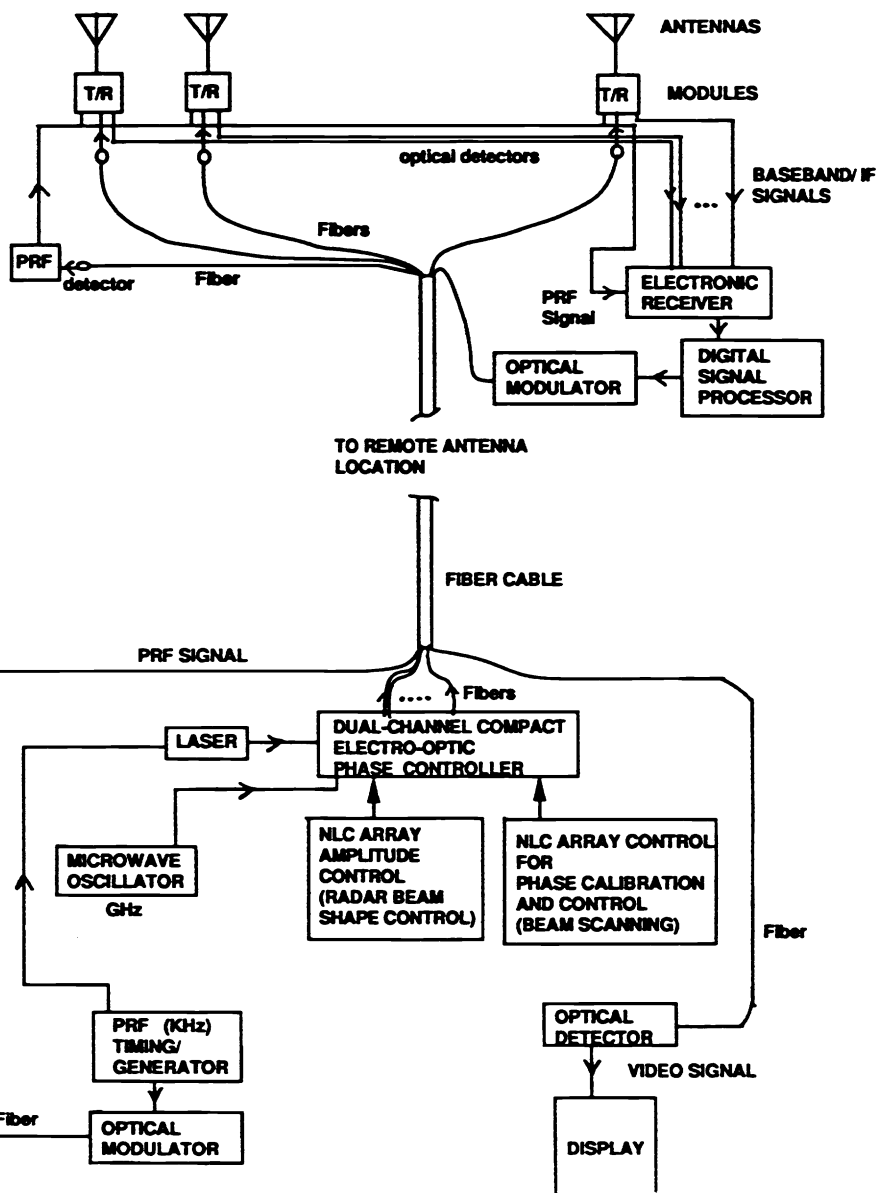 ANTENNAS
T/R
T/R
T/R
MODULES
optical detectors
BASEBAND/ IF
SIGNALS
Fibers
PRF
detector
Fiber
PRF
Signal
ELECTRONIC
RECEIVER
OPTICAL
MODULATOR
DIGITAL
SIGNAL
PROCESSOR
TO REMOTE ANTENNA
LOCATION
FIBER CABLE
PRF SIGNAL
Fibers
LASER
DUAL-CHANNEL COMPACT
ELECTRO-OPTIC
PHASE CONTROLLER
MICROWAVE
OSCILLATOR
GHz
NLC ARRAY
AMPLITUDE
CONTROL
(RADAR BEAM
SHAPE CONTROL)
NLC ARRAY CONTROL
FOR
PHASE CALIBRATION
AND CONTROL
(BEAM SCANNING)
Fiber
PRF (KHz)
TIMING/
GENERATOR
OPTICAL
DETECTOR
VIDEO SIGNAL
Fiber
OPTICAL
MODULATOR
DISPLAY